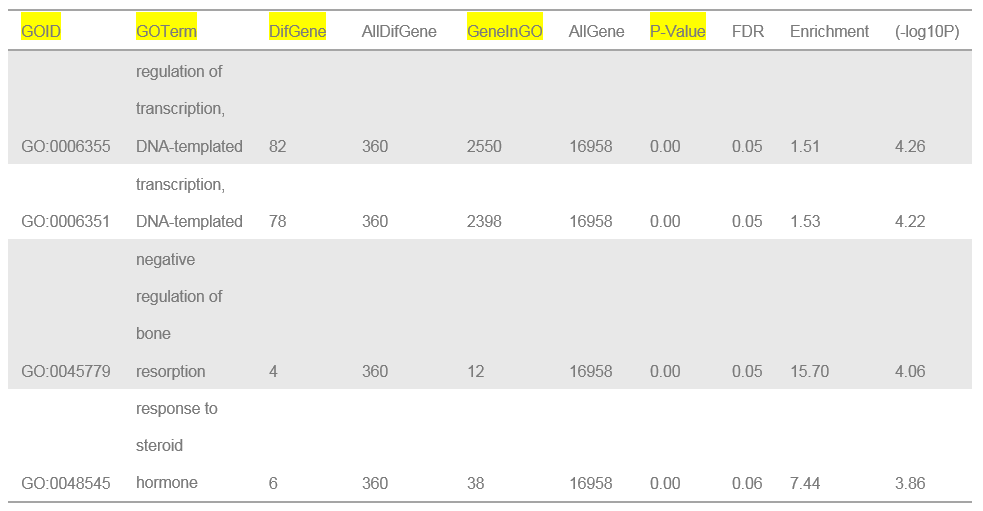 GOID GOTerm DifGene AllDifGene GeneInGO AllGene P-Value FDR Enrichment (-log10P)
regulation of
transcription,
GO:0006355 DNA-templated 82 360 2550 16958 0.00 0.05 1.51 4.26
transcription,
GO:0006351 DNA-templated 78 360 2398 16958 0.00 0.05 1.53 4.22
negative
regulation of
bone
GO:0045779 resorption 4 360 12 16958 0.00 0.05 15.70 4.06
response to
steroid
GO:0048545 hormone 6 360 38 16958 0.00 0.06 7.44 3.86